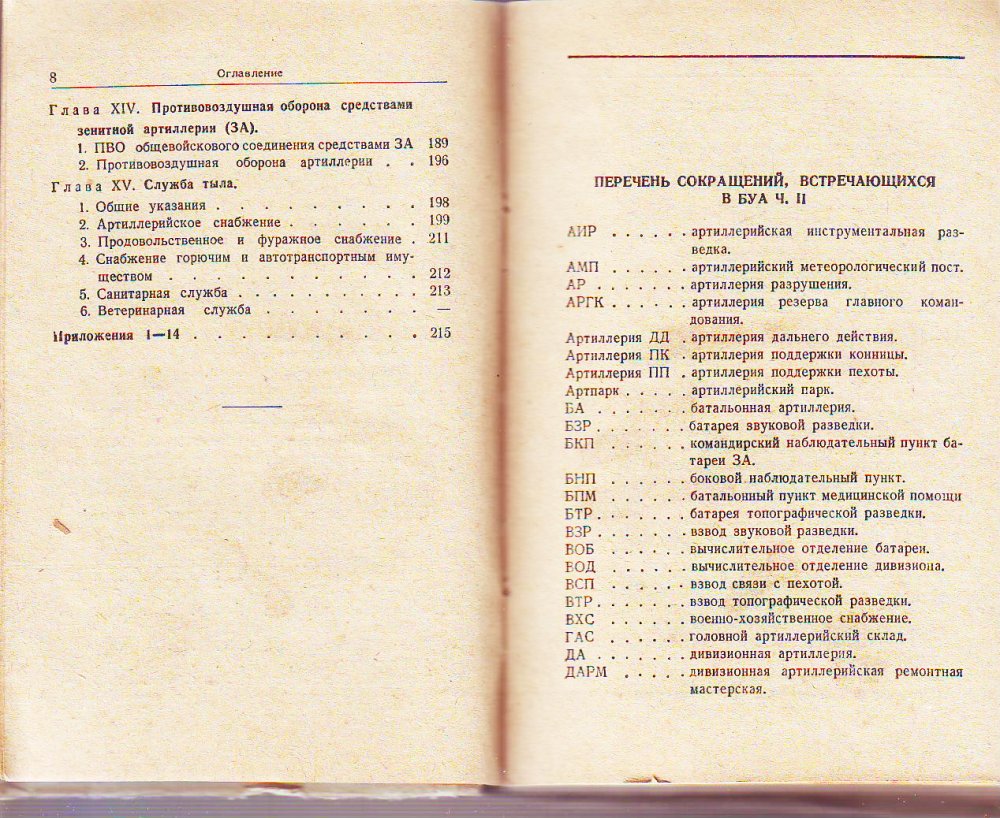 8 Оглавление
Глава XIV. Противовоздушная оборона средствами
зенитной артиллерии (ЗА).
1. ПВО общевойскового соединения средствами ЗА 189
2. Противовоздушная оборона артиллерии . . 196
Глава XV. Служба тыла.
1. Общие указания . . . . . . . . . 198
2. Артиллерийское снабжение . . . . . . 199
3. Продовольственное и фуражное снабжение . 211
4. Снабжение горючим и автотранспортным иму-
ществом . . . . . . . . . . . 212
5. Санитарная служба . . . . . . . . . . 213
6. Ветеринарная служба . . . . . . . —
Приложения 1—14 . . . . . . . . . . 215
ПЕРЕЧЕНЬ СОКРАЩЕНИЙ, ВСТРЕЧАЮЩИХСЯ
В БУА Ч. II
АИР . . . . . . артиллерийская инструментальная раз-
ведка.
АМП . . . . . . артиллерийский метеорологический пост.
АР . . . . . . . артиллерия разрушения.
АРГК . . . . . . артиллерия резерва главного коман-
дования.
Артиллерия ДД . артиллерия дальнего действия.
Артиллерия ПК . артиллерия поддержки конницы.
Артиллерия ПП . артиллерия поддержки пехоты.
Артпарк . . . . . артиллерийский парк.
БА . . . . . . . батальонная артиллерия.
БЗР . . . . . . . батарея звуковой разведки.
БКП . . . . . . командирский наблюдательный пункт ба-
тареи ЗА.
БНП . . . . . . боковой наблюдательный пункт.
БПМ . . . . . . батальонный пункт медицинской помощи
БТР . . . . . . . батарея топографической разведки.
ВЗР . . . . . . . взвод звуковой разведки.
ВОБ . . . . . . вычислительное отделение батареи.
ВОД . . . . . . вычислительное отделение дивизиона.
ВСП . . . . . . взвод связи с пехотой.
ВТР . . . . . . . взвод топографической разведки.
ВХС . . . . . . военно-хозяйственное снабжение.
ГАС . . . . . . головной артиллерийский склад.
ДА . . . . . . . дивизионная артиллерия.
ДАРМ . . . . . дивизионная артиллерийская ремонтная
мастерская.